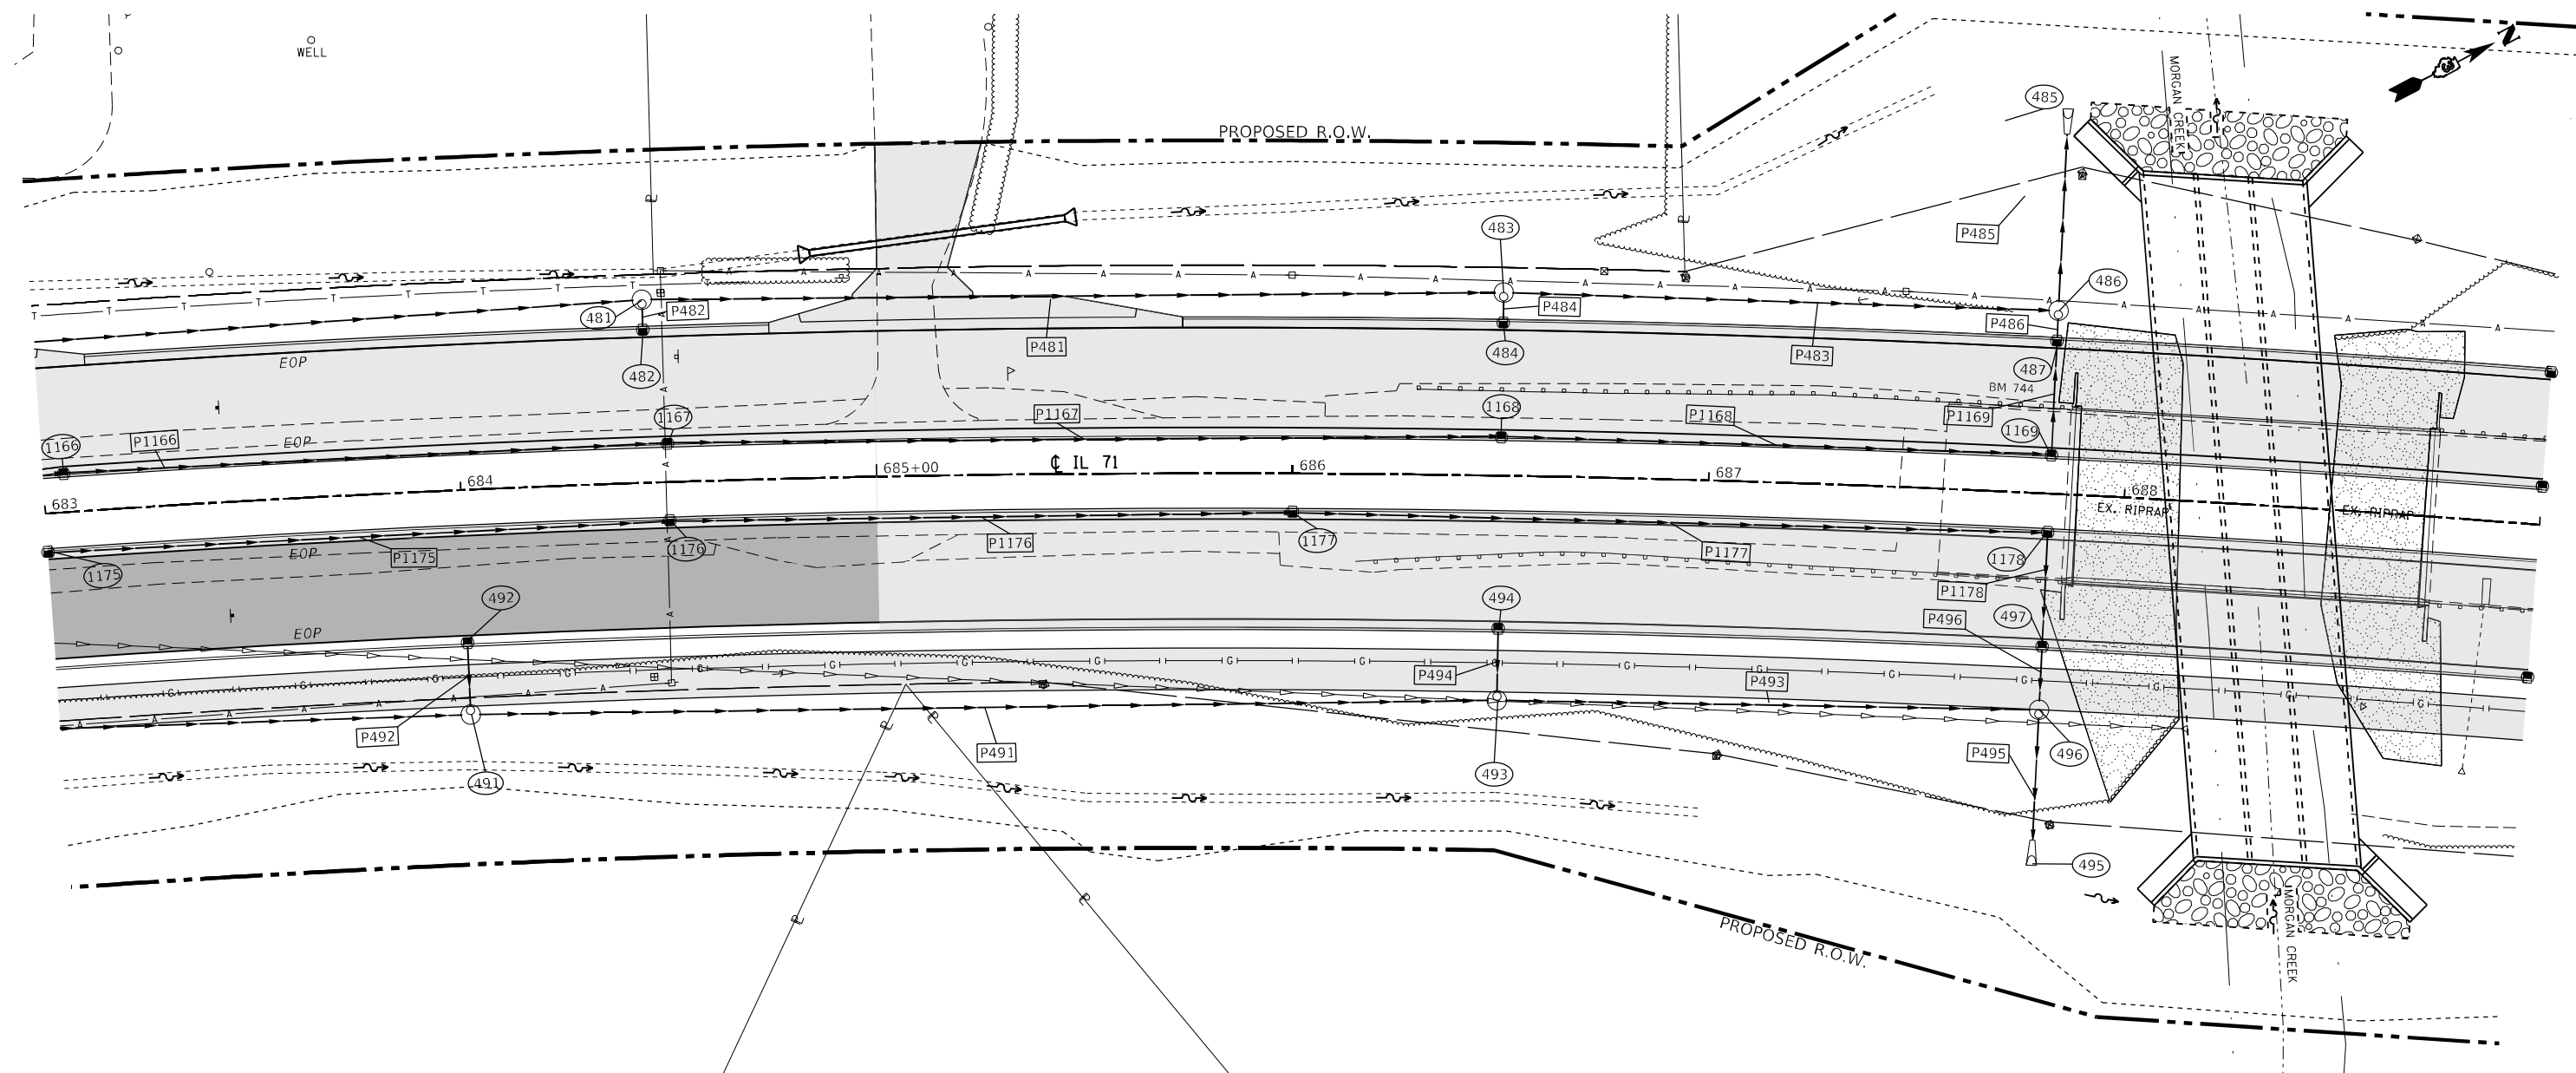 WELL
PROPOSED R.O.W.
N
MORGAN CREEK
485
P485
483
486
481
P482
P484
P486
482
EOP
P481
484
P483
487
BM 744
1166
P1166
EOP
1167
P1167
1168
P1168
P1169
1169
683
684
685+00
℄ IL 71
686
687
688
EX. RIPRAP
EX. RIPRAP
1175
EOP
P1175
1176
P1176
1177
P1177
1178
P1178
492
494
P496
497
EOP
P494
P493
P492
491
P491
493
P495
496
495
PROPOSED R.O.W.
MORGAN CREEK
T T T T T T T T T
A A A A A A A A A
G G G G G G G G G